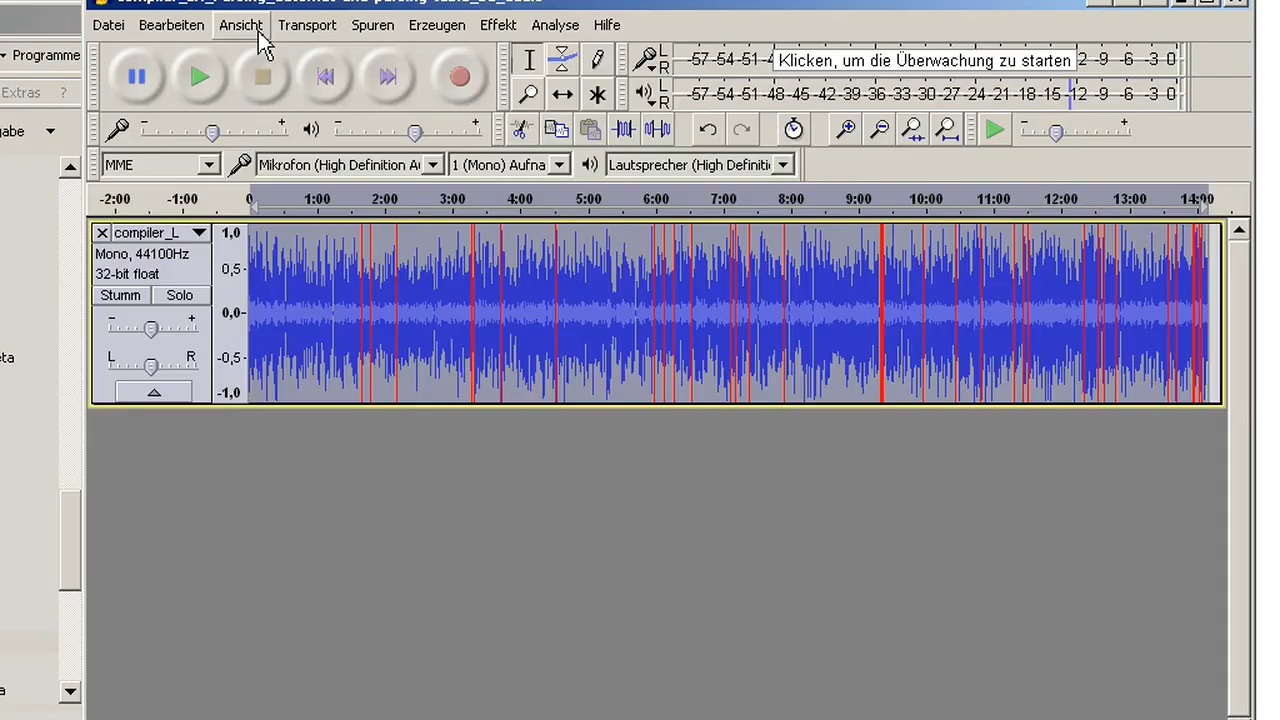 Datei Bearbeiten Ansicht Transport Spuren Erzeugen Effekt Analyse Hilfe
Programme
Extras ?
L
R
-57 -54 -51 -4
Klicken, um die Überwachung zu starten
2 -9 -6 -3 0
L
R
-57 -54 -51 -48 -45 -42 -39 -36 -33 -30 -27 -24 -21 -18 -15 -12 -9 -6 -3 0
- + - + - +
MME
Mikrofon (High Definition Au
1 (Mono) Aufna
Lautsprecher (High Definiti
-2:00 -1:00 0 1:00 2:00 3:00 4:00 5:00 6:00 7:00 8:00 9:00 10:00 11:00 12:00 13:00 14:00
compiler_L
Mono, 44100Hz
32-bit float
Stumm Solo
- +
L R
1,0
0,5-
0,0-
-0,5-
-1,0